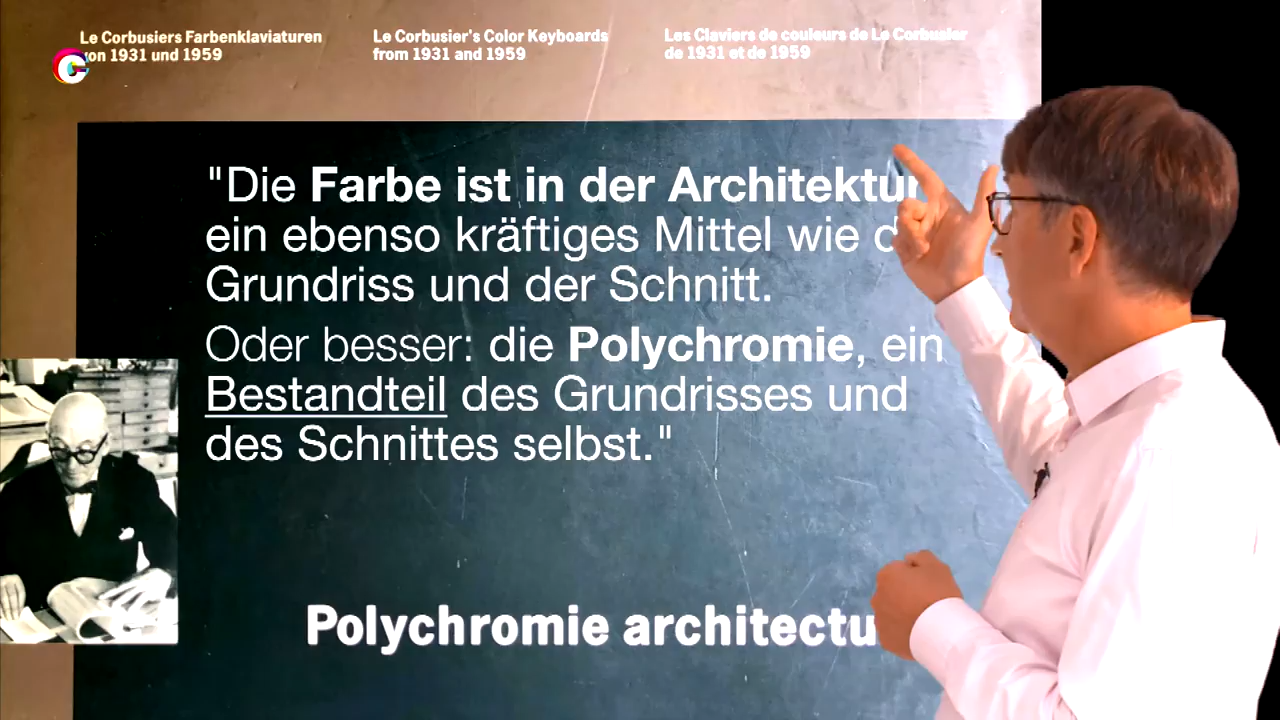 Le Corbusiers Farbenklaviaturen
von 1931 und 1959
Le Corbusier's Color Keyboards
from 1931 and 1959
Les Claviers de couleurs de Le Corbusier
de 1931 et de 1959
"Die Farbe ist in der Architektur
ein ebenso kräftiges Mittel wie d
Grundriss und der Schnitt.
Oder besser: die Polychromie, ein
Bestandteil des Grundrisses und
des Schnittes selbst."
Polychromie architectu